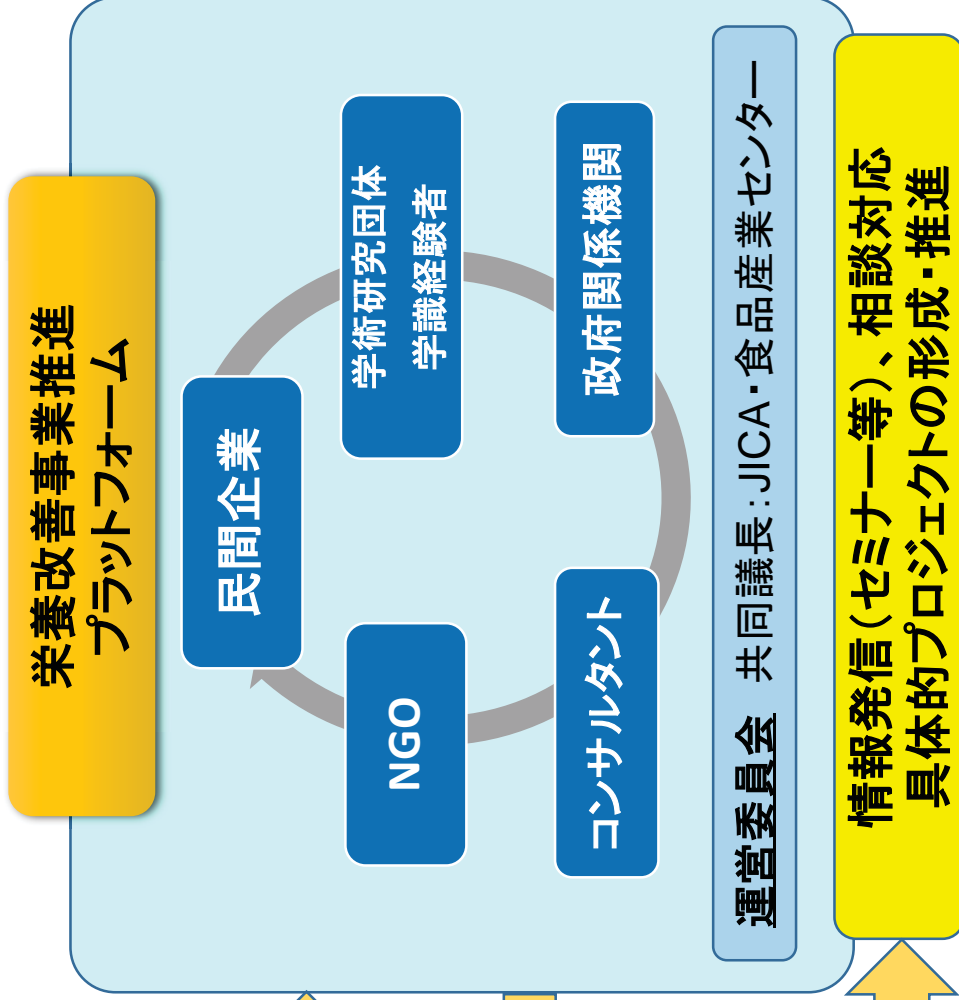 栄養改善事業推進
プラットフォーム
民間企業
NGO
学術研究団体
学識経験者
コンサルタント
政府関係機関
運営委員会　共同議長：JICA・食品産業センター
情報発信（セミナー等）、相談対応
具体的プロジェクトの形成・推進